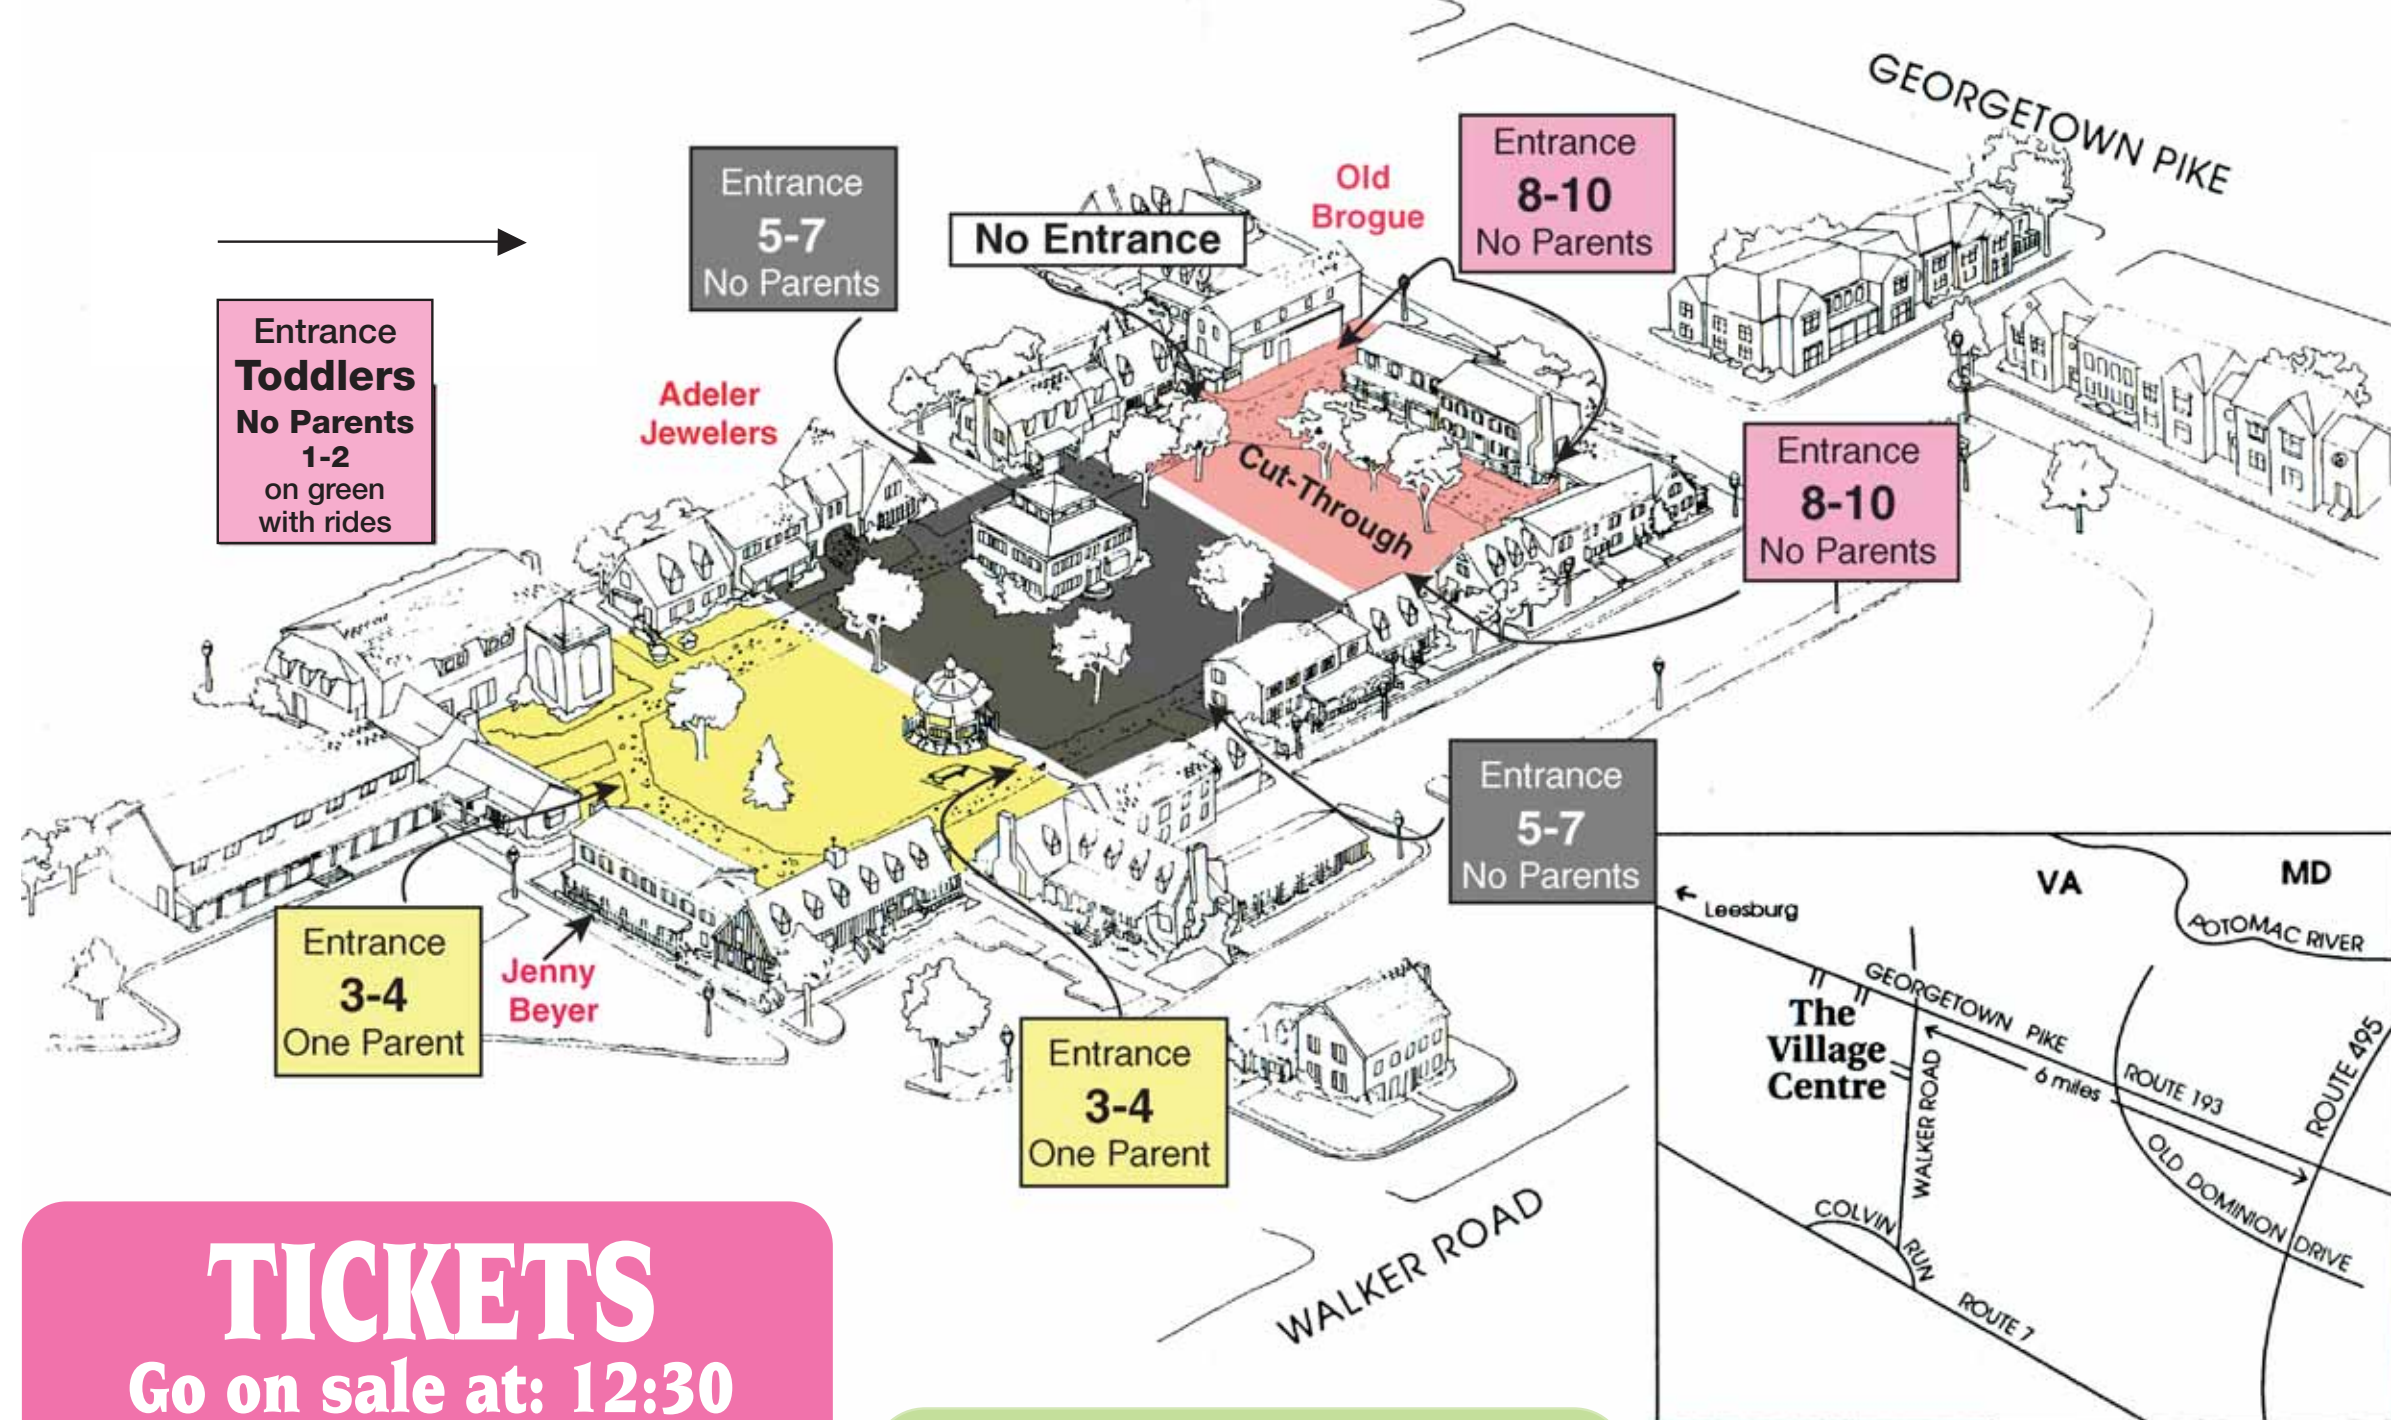 GEORGETOWN PIKE
Entrance
8-10
No Parents
Old
Brogue
Entrance
5-7
No Parents
No Entrance
Entrance
Toddlers
No Parents
1-2
on green
with rides
Adeler
Jewelers
Cut-Through
Entrance
8-10
No Parents
Entrance
5-7
No Parents
Entrance
3-4
One Parent
Jenny
Beyer
Entrance
3-4
One Parent
WALKER ROAD
VA
MD
Leesburg
POTOMAC RIVER
GEORGETOWN PIKE
The
Village
Centre
6 miles
ROUTE 193
ROUTE 495
WALKER ROAD
OLD DOMINION DRIVE
COLVIN RUN
ROUTE 7
TICKETS
Go on sale at: 12:30